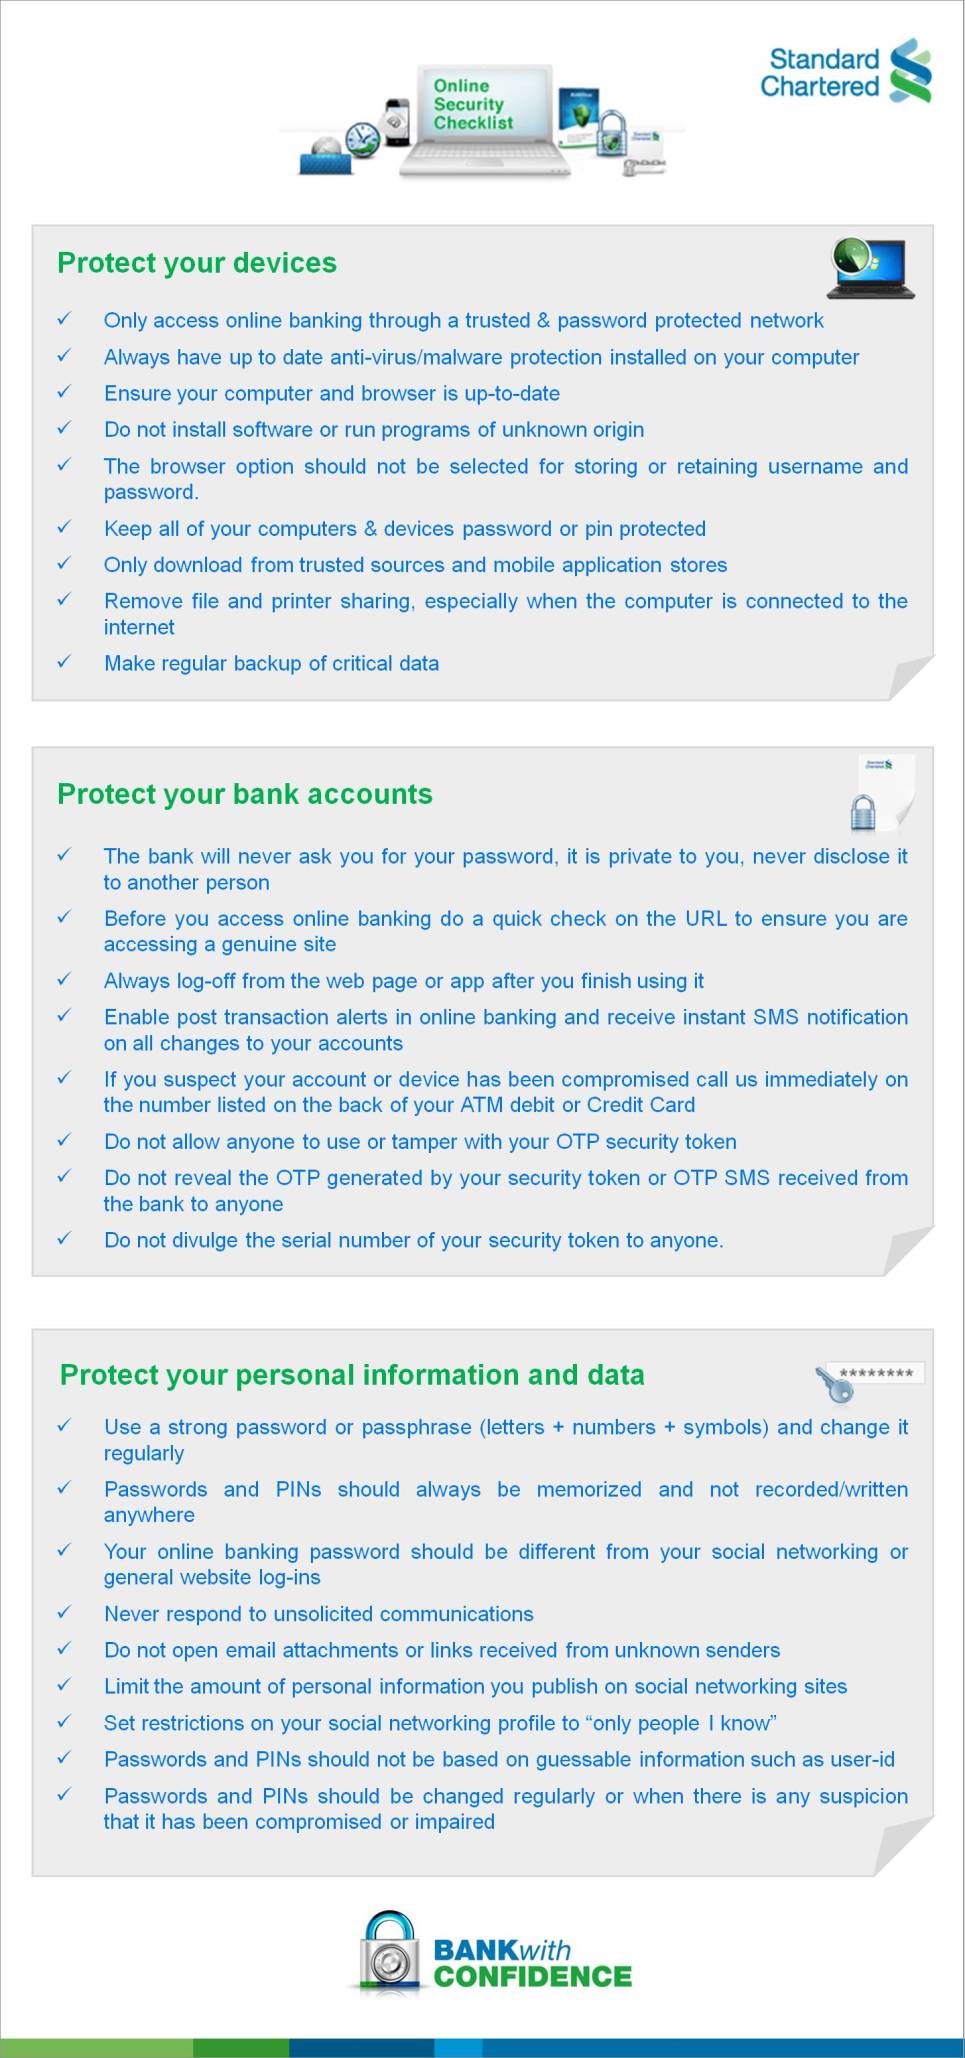 Standard
Chartered
Online
Security
Checklist
Protect your devices
✓ Only access online banking through a trusted & password protected network
✓ Always have up to date anti-virus/malware protection installed on your computer
✓ Ensure your computer and browser is up-to-date
✓ Do not install software or run programs of unknown origin
✓ The browser option should not be selected for storing or retaining username and
password.
✓ Keep all of your computers & devices password or pin protected
✓ Only download from trusted sources and mobile application stores
✓ Remove file and printer sharing, especially when the computer is connected to the
internet
✓ Make regular backup of critical data
Standard
Chartered
Protect your bank accounts
✓ The bank will never ask you for your password, it is private to you, never disclose it
to another person
✓ Before you access online banking do a quick check on the URL to ensure you are
accessing a genuine site
✓ Always log-off from the web page or app after you finish using it
✓ Enable post transaction alerts in online banking and receive instant SMS notification
on all changes to your accounts
✓ If you suspect your account or device has been compromised call us immediately on
the number listed on the back of your ATM debit or Credit Card
✓ Do not allow anyone to use or tamper with your OTP security token
✓ Do not reveal the OTP generated by your security token or OTP SMS received from
the bank to anyone
✓ Do not divulge the serial number of your security token to anyone.
Protect your personal information and data
********
✓ Use a strong password or passphrase (letters + numbers + symbols) and change it
regularly
✓ Passwords and PINs should always be memorized and not recorded/written
anywhere
✓ Your online banking password should be different from your social networking or
general website log-ins
✓ Never respond to unsolicited communications
✓ Do not open email attachments or links received from unknown senders
✓ Limit the amount of personal information you publish on social networking sites
✓ Set restrictions on your social networking profile to “only people I know”
✓ Passwords and PINs should not be based on guessable information such as user-id
✓ Passwords and PINs should be changed regularly or when there is any suspicion
that it has been compromised or impaired
BANKwith
CONFIDENCE